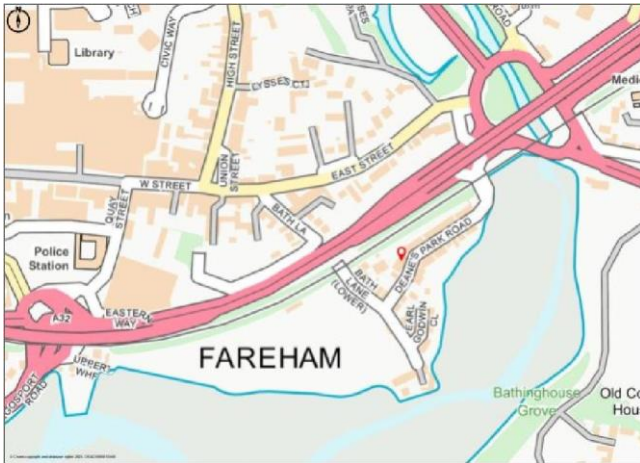 N
Library
CIVIC WAY
HIGH STREET
LYSSES CT
ROAD
Medic
UNION
STREET
EAST STREET
W STREET
QUAY
STREET
BATH LA
Police
Station
DEANE'S PARK ROAD
BATH
LANE
(LOWER)
EARL
GODWIN
CL
A32
EASTERN
WAY
FAREHAM
UPPER
WHF
GOSPORT
ROAD
Bathinghouse
Grove
Old Co
Hous